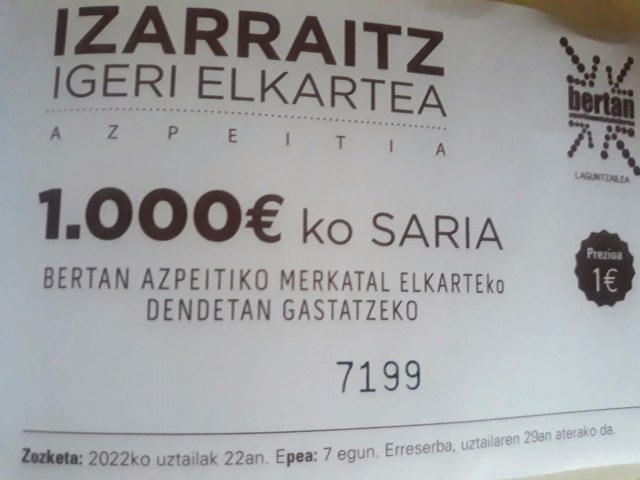 IZARRAITZ
IGERI ELKARTEA
AZPEITIA
bertan
LAGUNTZAILEA
1.000€ ko SARIA
Prezioa
1€
BERTAN AZPEITIKO MERKATAL ELKARTEko
DENDETAN GASTATZEKO
7199
Zozketa: 2022ko uztailak 22an. Epea: 7 egun. Erreserba, uztailaren 29an aterako da.